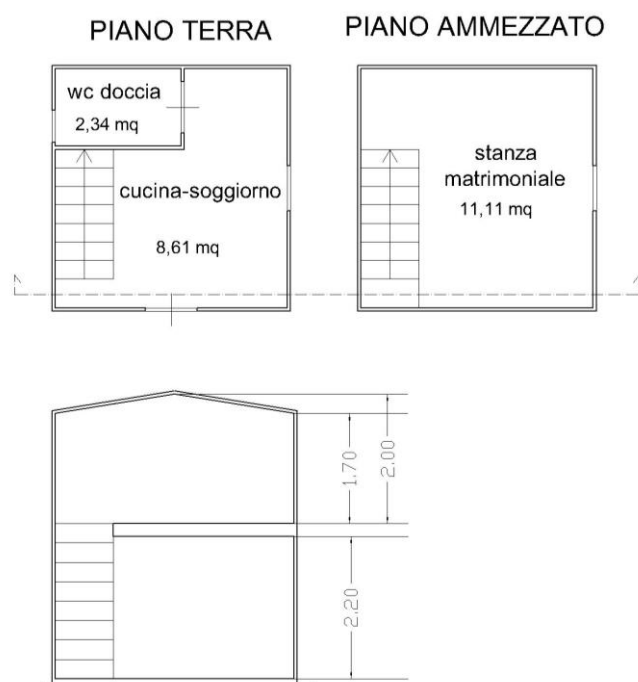 PIANO TERRA
PIANO AMMEZZATO
wc doccia
2,34 mq
cucina-soggiorno
8,61 mq
stanza
matrimoniale
11,11 mq
1.70
2.00
2.20